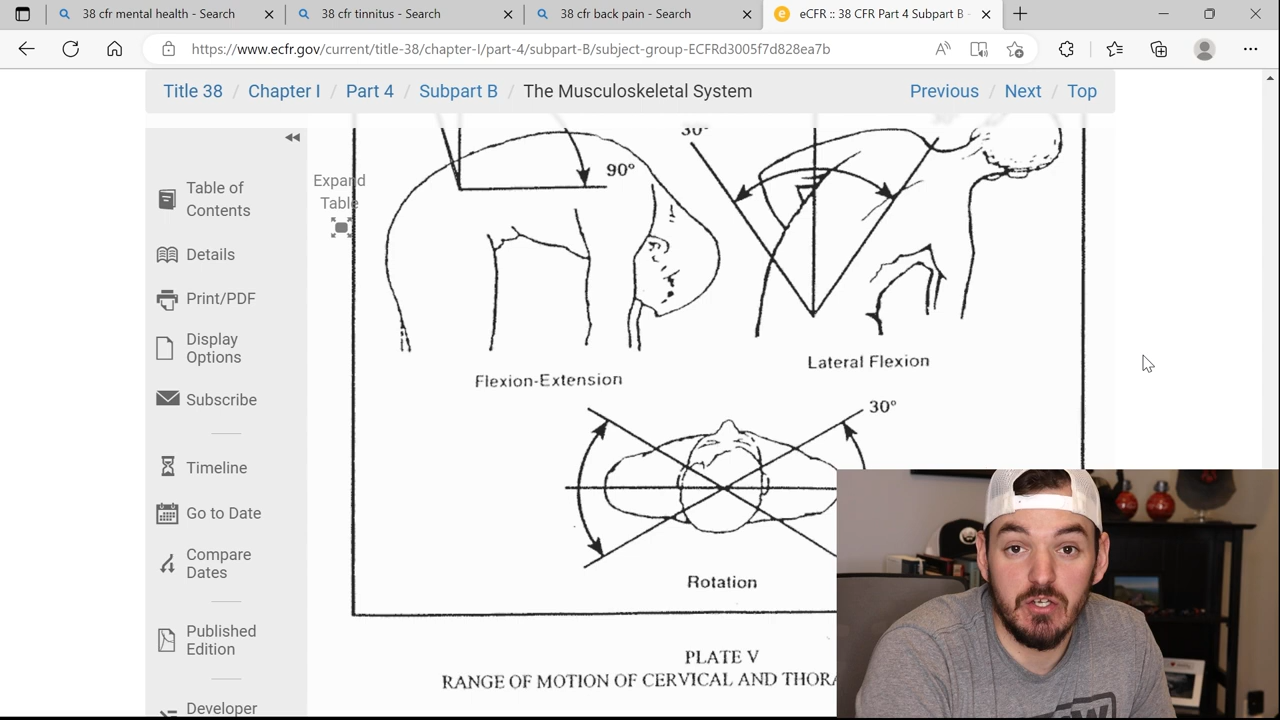 38 cfr mental health - Search
38 cfr tinnitus - Search
38 cfr back pain - Search
eCFR :: 38 CFR Part 4 Subpart B -
https://www.ecfr.gov/current/title-38/chapter-I/part-4/subpart-B/subject-group-ECFRd3005f7d828ea7b
Title 38 / Chapter I / Part 4 / Subpart B / The Musculoskeletal System
Previous / Next / Top
Table of
Contents
Details
Print/PDF
Display
Options
Subscribe
Timeline
Go to Date
Compare
Dates
Published
Edition
Developer
Expand
Table
90°
30°
Flexion-Extension
Lateral Flexion
30°
Rotation
PLATE V
RANGE OF MOTION OF CERVICAL AND